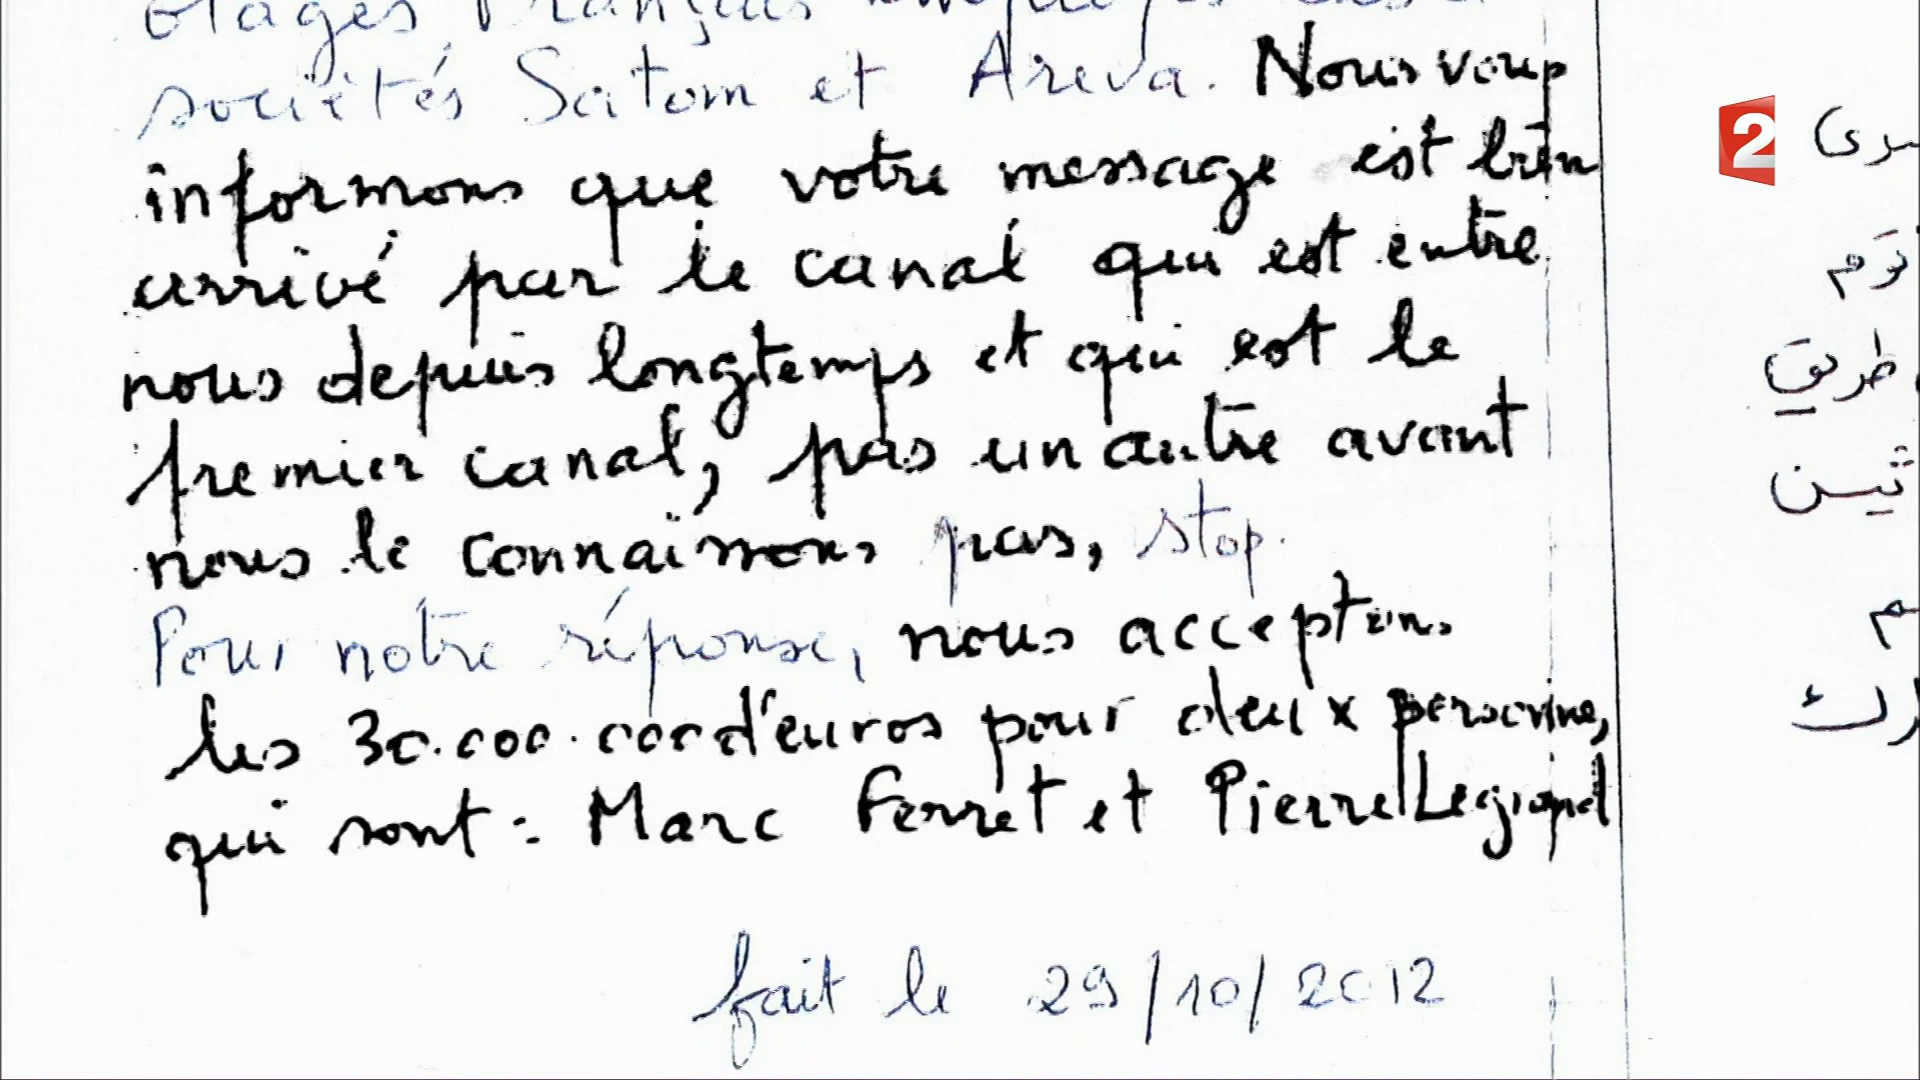 otages Français
sociétés Satom et Areva. Nous vous
informons que votre message est bien
arrivé par le canal qui est entre
nous depuis longtemps et qui est le
premier canal, pas un autre avant
nous le connaissons pas, stop.
Pour notre réponse, nous acceptons
les 30.000.000 d'euros pour deux personne,
qui sont : Marc Ferret et Pierre Legrand
fait le 29/10/2012
2
طريق